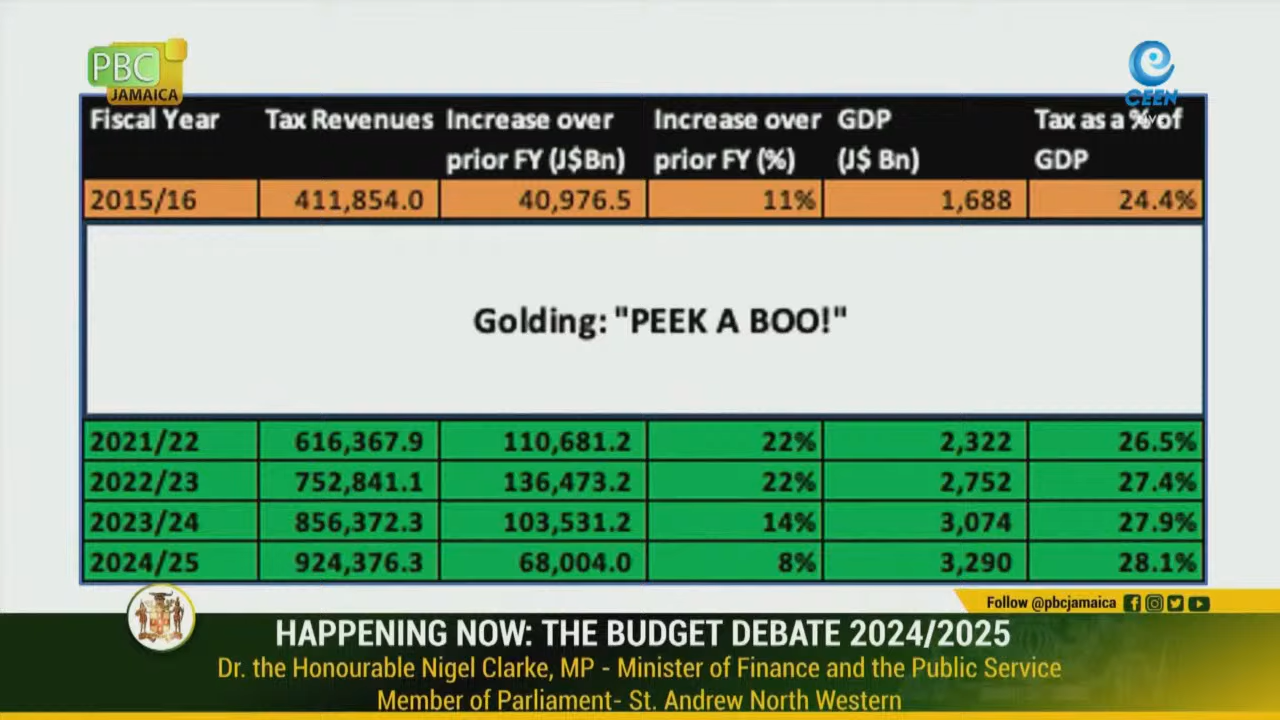 PBC
JAMAICA
CEEN
Fiscal Year Tax Revenues Increase over prior FY (J$Bn) Increase over prior FY (%) GDP (J$ Bn) Tax as a % of GDP
2015/16 411,854.0 40,976.5 11% 1,688 24.4%
Golding: "PEEK A BOO!"
2021/22 616,367.9 110,681.2 22% 2,322 26.5%
2022/23 752,841.1 136,473.2 22% 2,752 27.4%
2023/24 856,372.3 103,531.2 14% 3,074 27.9%
2024/25 924,376.3 68,004.0 8% 3,290 28.1%
Follow @pbcjamaica
HAPPENING NOW: THE BUDGET DEBATE 2024/2025
Dr. the Honourable Nigel Clarke, MP - Minister of Finance and the Public Service
Member of Parliament- St. Andrew North Western